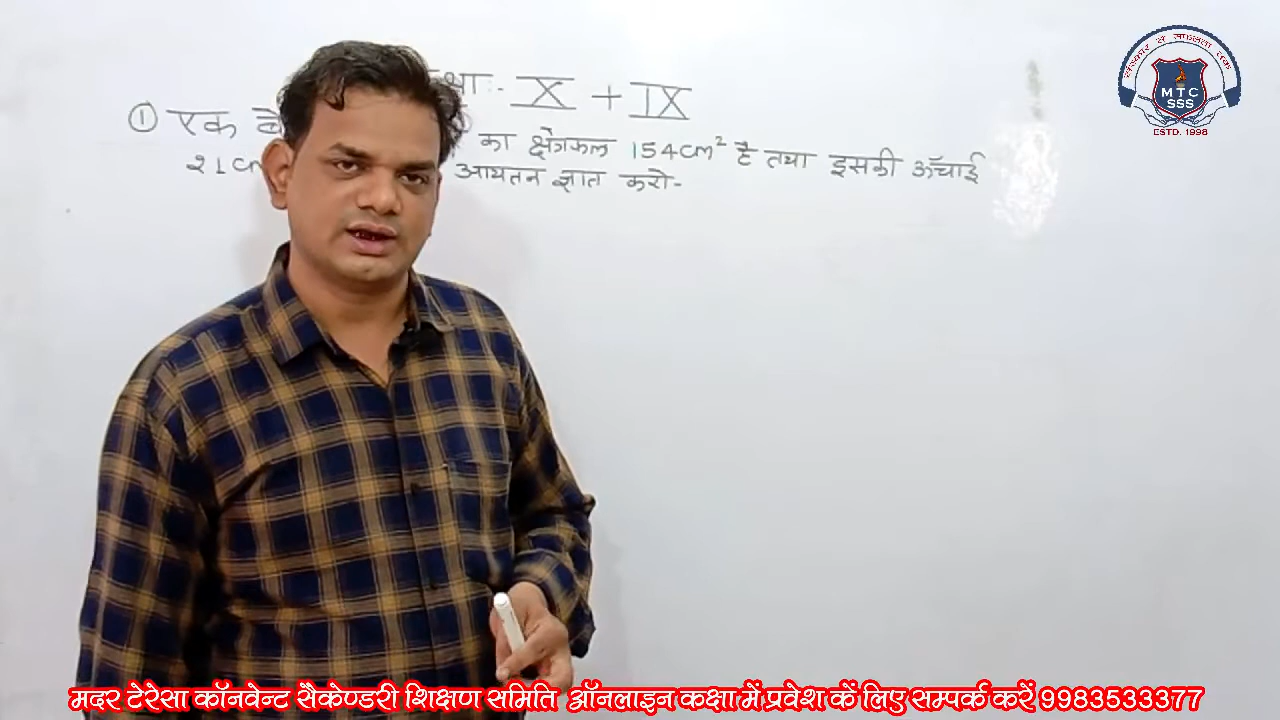 X + IX
① एक का क्षेत्रफल 154cm² है तथा इसकी ऊँचाई
21cm आयतन ज्ञात करो-
MTC
SSS
ESTD. 1998
मदर टेरेसा कॉनवेन्ट सैकेण्डरी शिक्षण समिति ऑनलाइन कक्षा में प्रवेश कें लिए सम्पर्क करें 9983533377